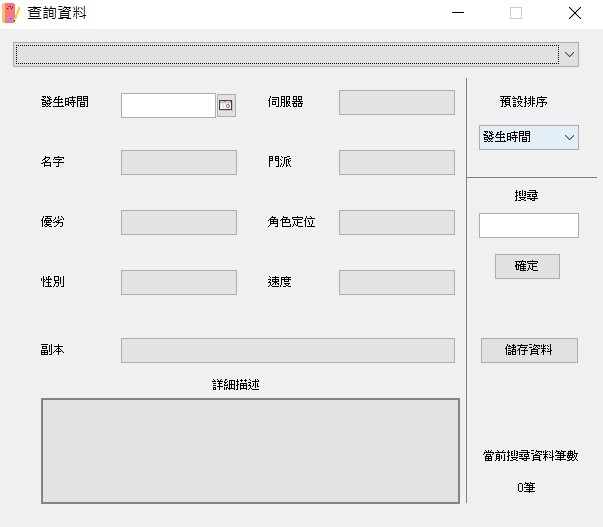 查詢資料
發生時間
伺服器
預設排序
發生時間
名字
門派
搜尋
優劣
角色定位
確定
性別
速度
副本
儲存資料
詳細描述
當前搜尋資料筆數
0筆